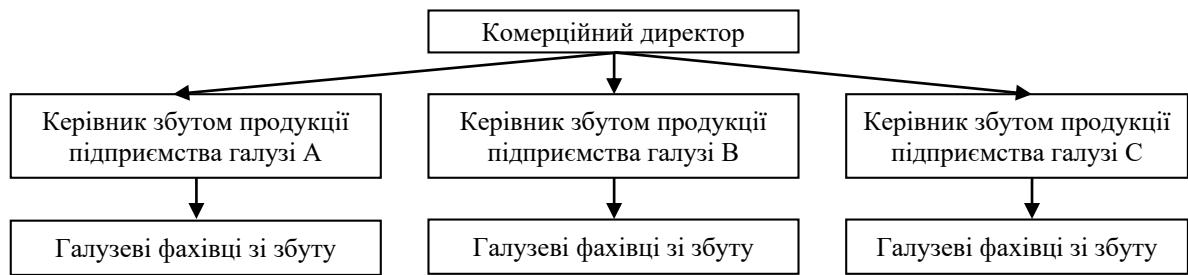 Комерційний директор
Керівник збутом продукції
підприємства галузі А
Керівник збутом продукції
підприємства галузі В
Керівник збутом продукції
підприємства галузі С
Галузеві фахівці зі збуту
Галузеві фахівці зі збуту
Галузеві фахівці зі збуту